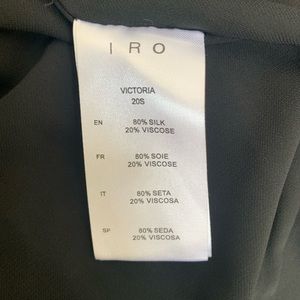 IRO
VICTORIA
20S
EN 80% SILK
20% VISCOSE
FR 80% SOIE
20% VISCOSE
IT 80% SETA
20% VISCOSA
SP 80% SEDA
20% VISCOSA